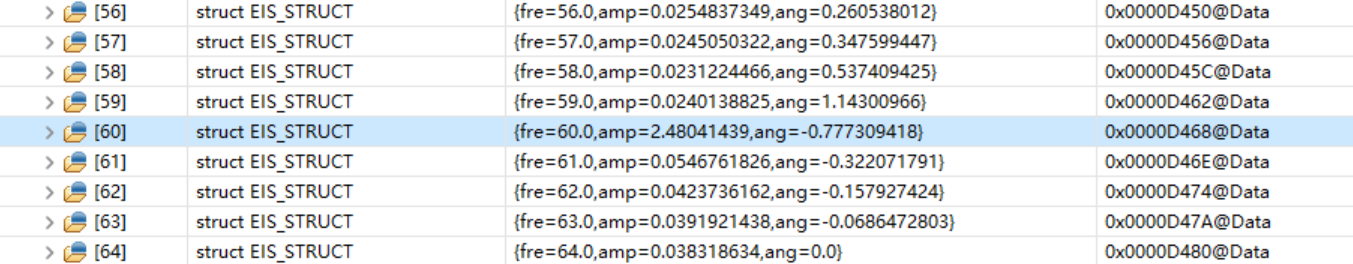 [56] struct EIS_STRUCT {fre=56.0,amp=0.0254837349,ang=0.260538012} 0x0000D450@Data
[57] struct EIS_STRUCT {fre=57.0,amp=0.0245050322,ang=0.347599447} 0x0000D456@Data
[58] struct EIS_STRUCT {fre=58.0,amp=0.0231224466,ang=0.537409425} 0x0000D45C@Data
[59] struct EIS_STRUCT {fre=59.0,amp=0.0240138825,ang=1.14300966} 0x0000D462@Data
[60] struct EIS_STRUCT {fre=60.0,amp=2.48041439,ang=-0.777309418} 0x0000D468@Data
[61] struct EIS_STRUCT {fre=61.0,amp=0.0546761826,ang=-0.322071791} 0x0000D46E@Data
[62] struct EIS_STRUCT {fre=62.0,amp=0.0423736162,ang=-0.157927424} 0x0000D474@Data
[63] struct EIS_STRUCT {fre=63.0,amp=0.0391921438,ang=-0.0686472803} 0x0000D47A@Data
[64] struct EIS_STRUCT {fre=64.0,amp=0.038318634,ang=0.0} 0x0000D480@Data